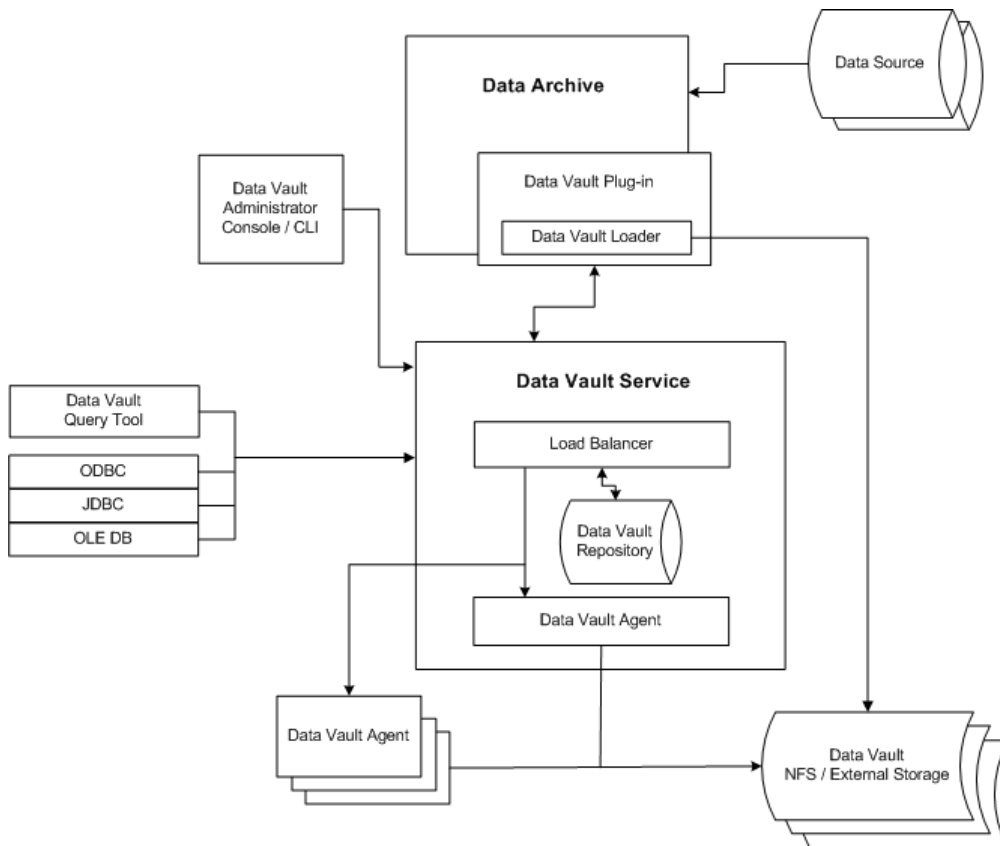 Data Archive
Data Source
Data Vault Plug-in
Data Vault Loader
Data Vault
Administrator
Console / CLI
Data Vault Service
Data Vault
Query Tool
ODBC
JDBC
OLE DB
Load Balancer
Data Vault
Repository
Data Vault Agent
Data Vault Agent
Data Vault
NFS / External Storage